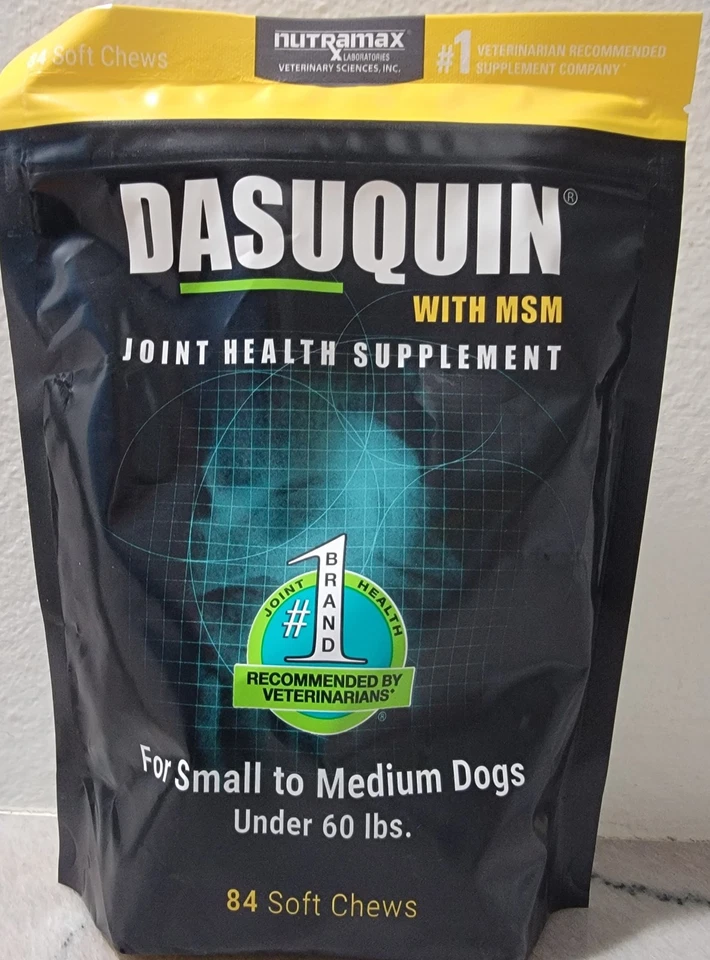 84 Soft Chews
nutramax
LABORATORIES
VETERINARY SCIENCES, INC.
#1 VETERINARIAN RECOMMENDED
SUPPLEMENT COMPANY*
DASUQUIN®
WITH MSM
JOINT HEALTH SUPPLEMENT
JOINT HEALTH
#1
BRAND
RECOMMENDED BY
VETERINARIANS*
®
For Small to Medium Dogs
Under 60 lbs.
84 Soft Chews